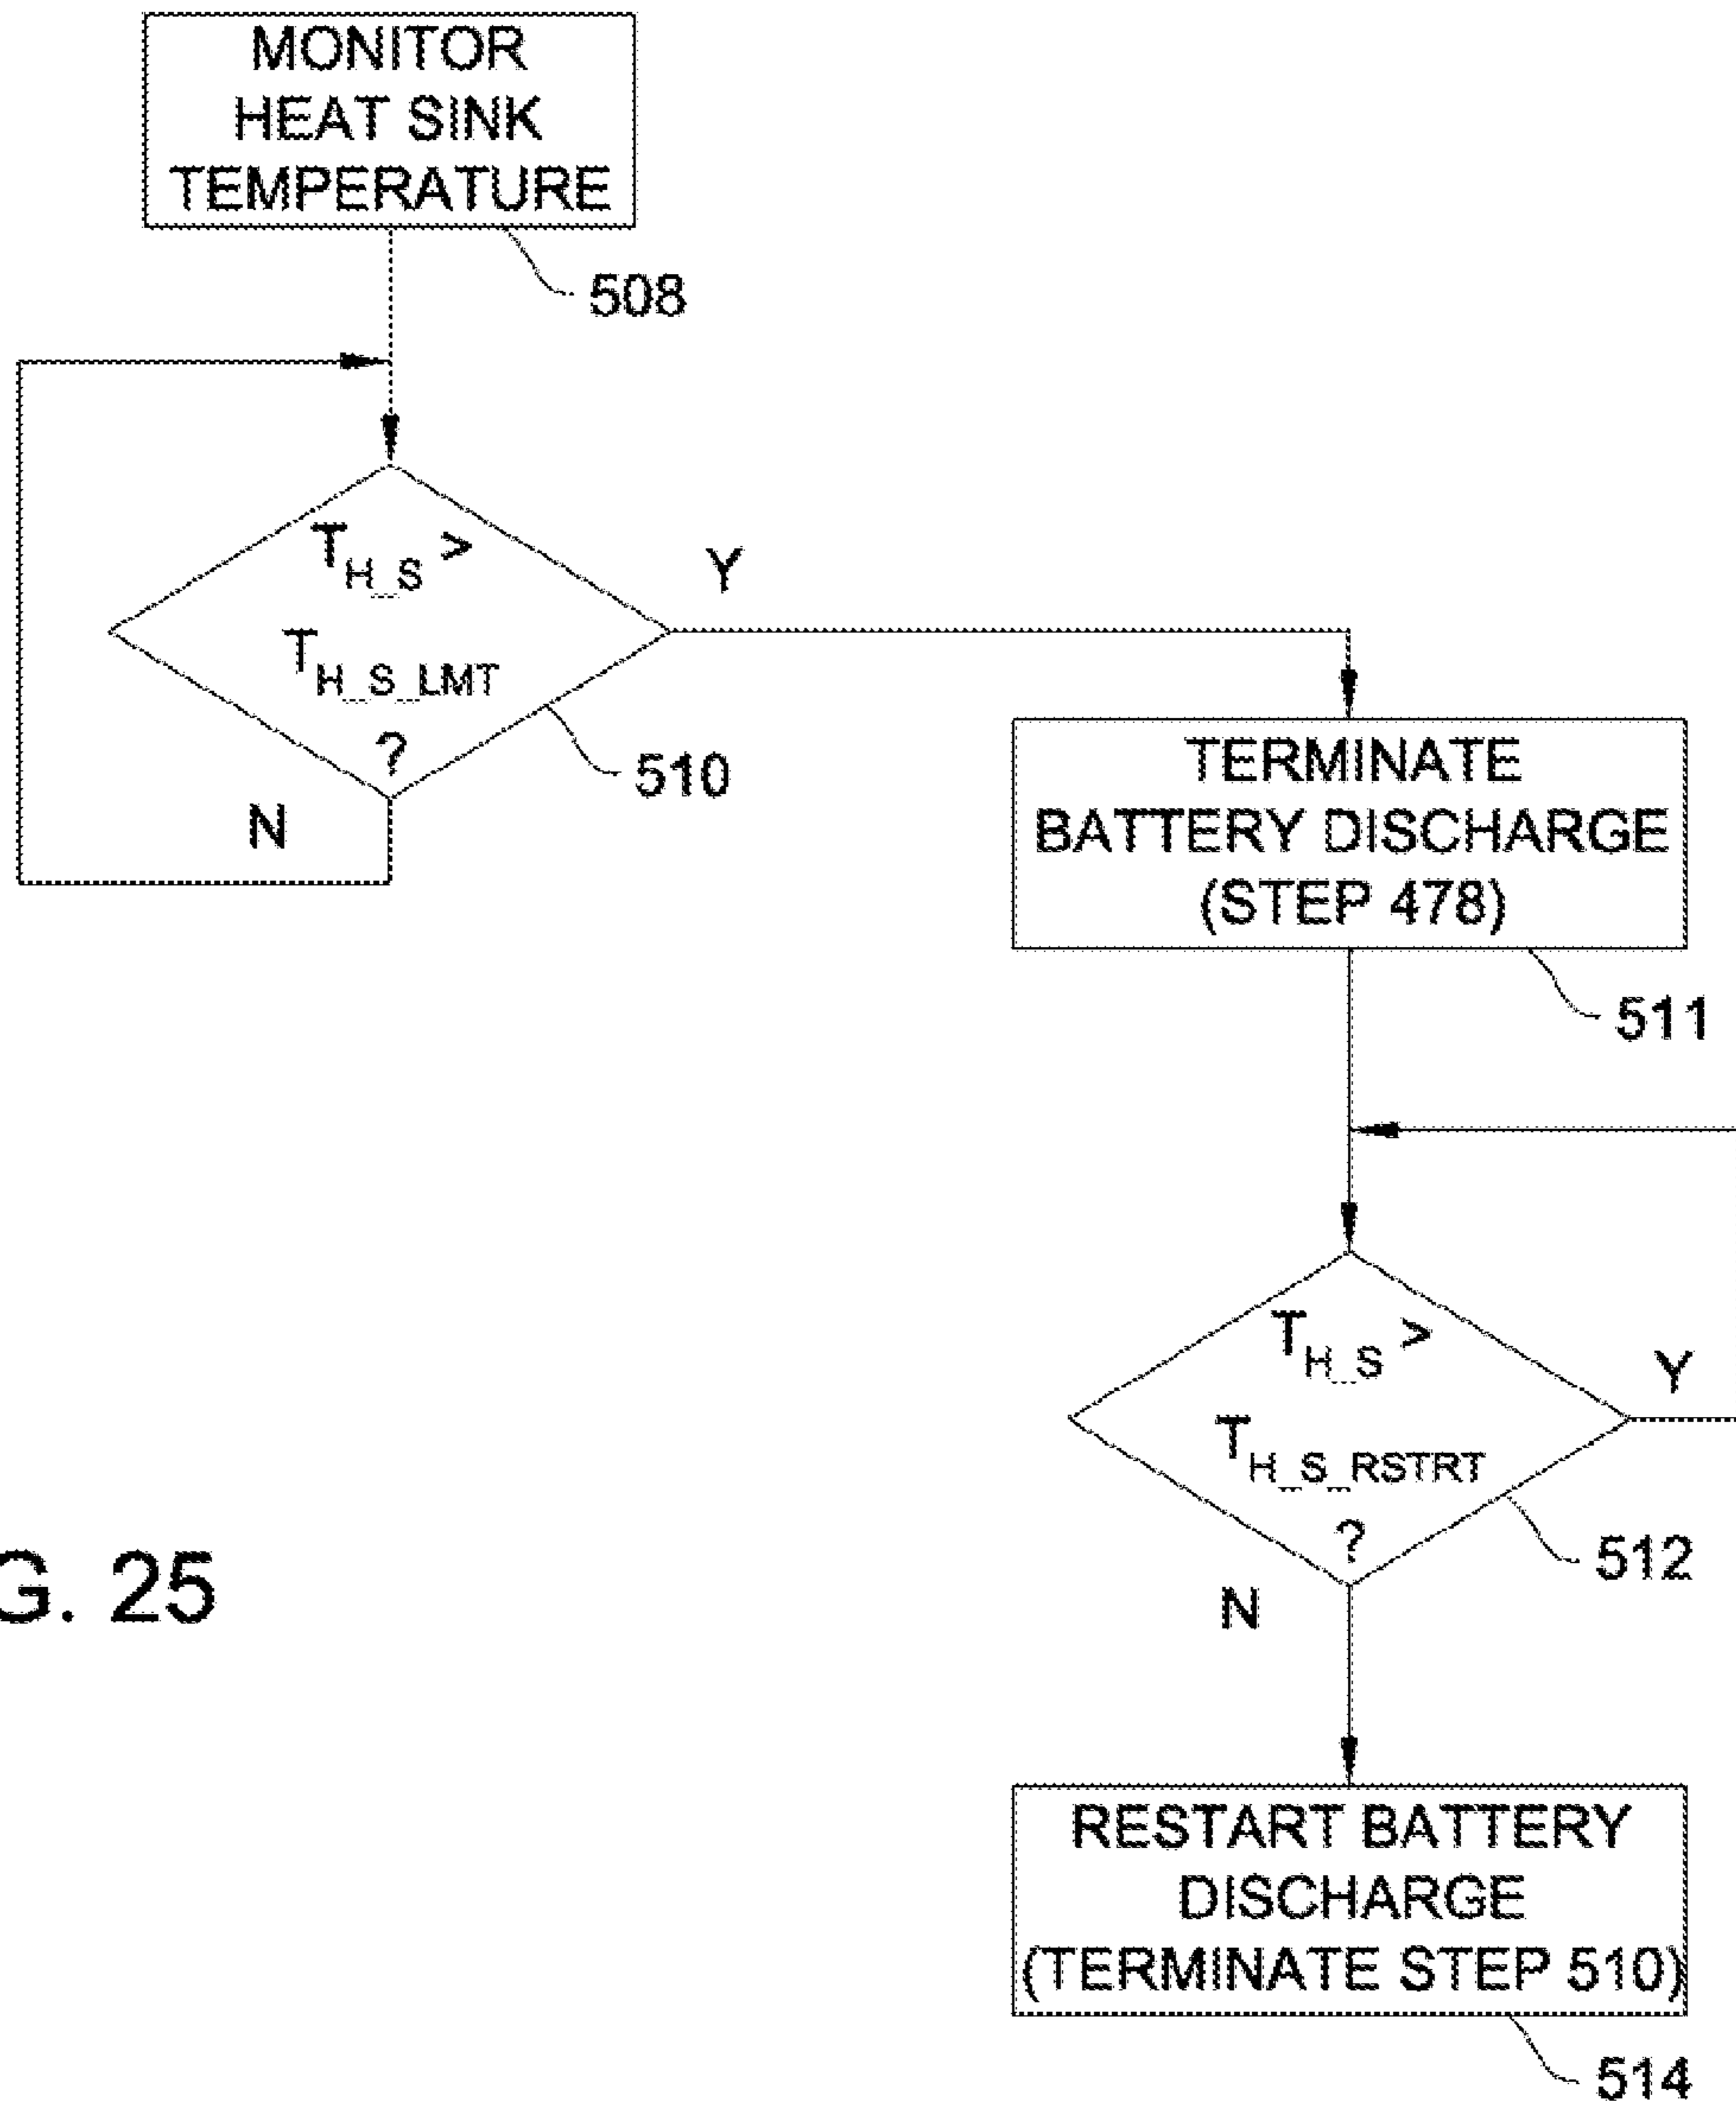 MONITOR
HEAT SINK
TEMPERATURE
508
T_H_S >
T_H_S_LMT
?
510
Y
N
TERMINATE
BATTERY DISCHARGE
(STEP 478)
511
T_H_S >
T_H_S_RSTRT
?
512
Y
N
RESTART BATTERY
DISCHARGE
(TERMINATE STEP 510)
514
G. 25